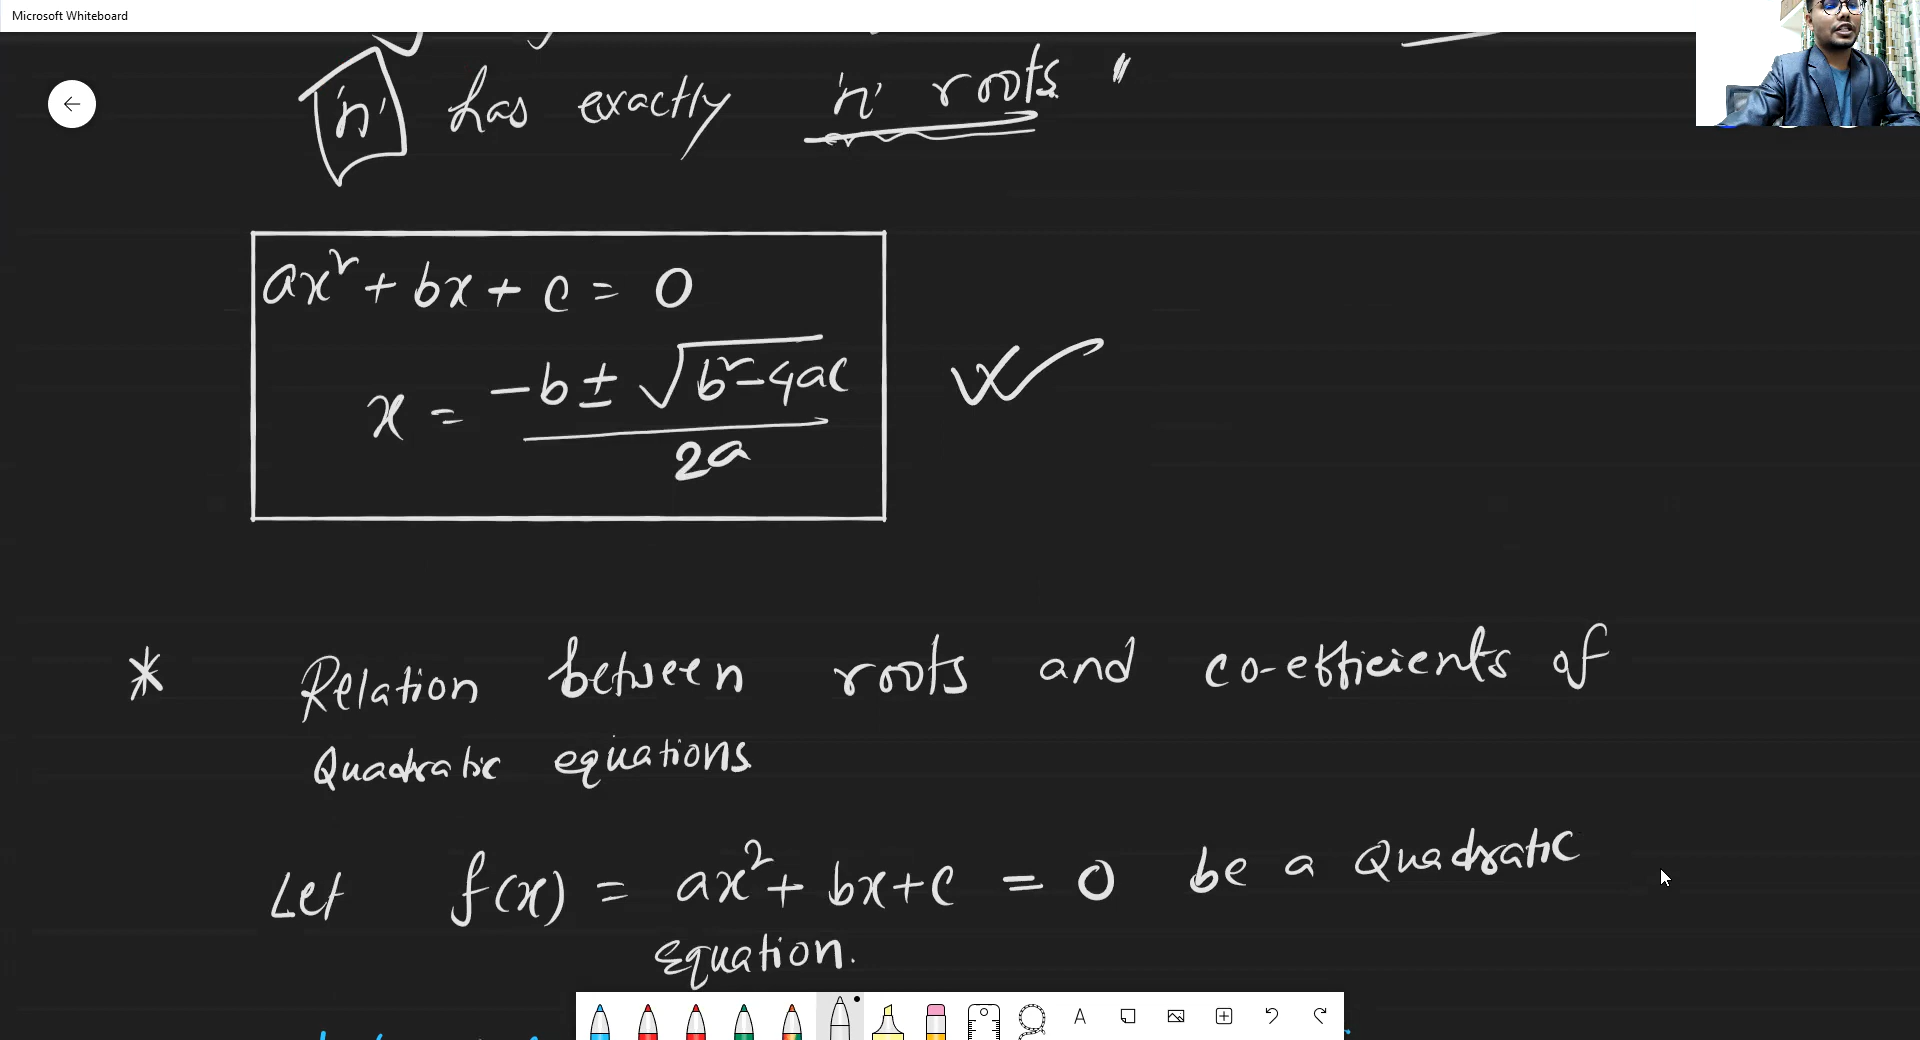 Microsoft Whiteboard
'n' has exactly 'n' roots "
ax² + bx + c = 0
x = -b ± √b²-4ac
2a
* Relation between roots and co-efficients of
Quadratic equations
Let f(x) = ax² + bx + c = 0 be a Quadratic
Equation.
A